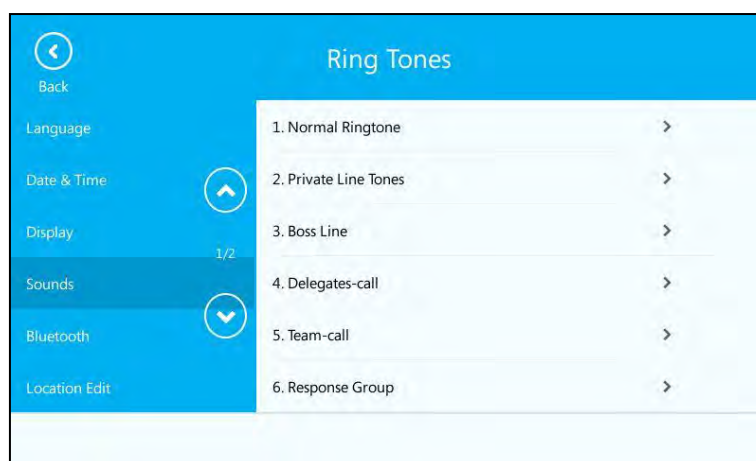 Ring Tones
Back
Language
Date & Time
Display
1/2
Sounds
Bluetooth
Location Edit
1. Normal Ringtone
2. Private Line Tones
3. Boss Line
4. Delegates-call
5. Team-call
6. Response Group